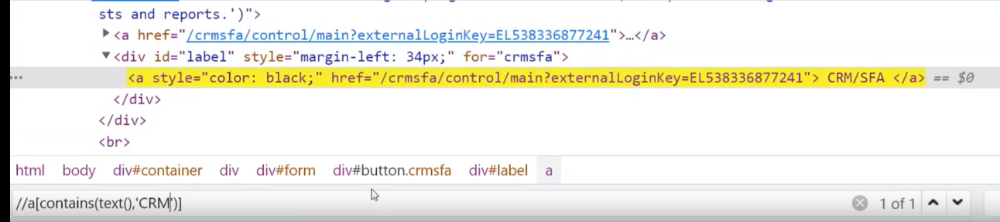 sts and reports.')">
<a href="/crmsfa/control/main?externalLoginKey=EL538336877241">…</a>
<div id="label" style="margin-left: 34px;" for="crmsfa">
<a style="color: black;" href="/crmsfa/control/main?externalLoginKey=EL538336877241"> CRM/SFA </a> == $0
</div>
</div>
<br>
html body div#container div div#form div#button.crmsfa div#label a
//a[contains(text(),'CRM')] 1 of 1